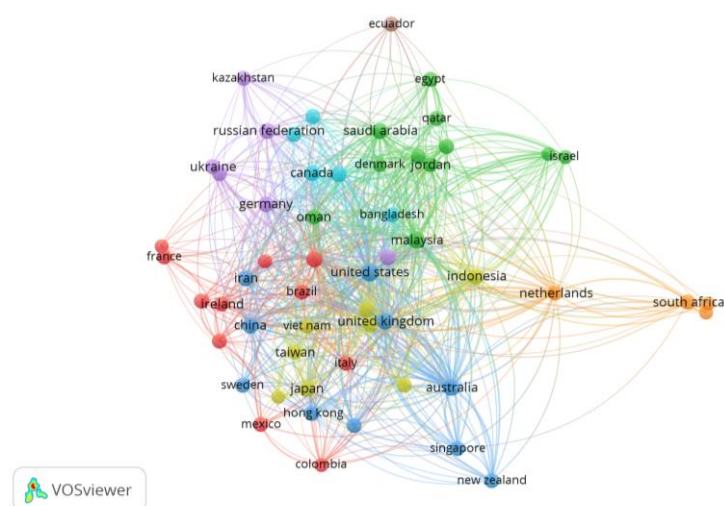 ecuador
kazakhstan
egypt
qatar
russian federation
saudi arabia
israel
denmark
jordan
ukraine
canada
germany
oman
bangladesh
malaysia
france
iran
united states
indonesia
brazil
netherlands
south africa
ireland
china
viet nam
united kingdom
taiwan
italy
sweden
japan
australia
hong kong
mexico
singapore
colombia
new zealand
VOSviewer